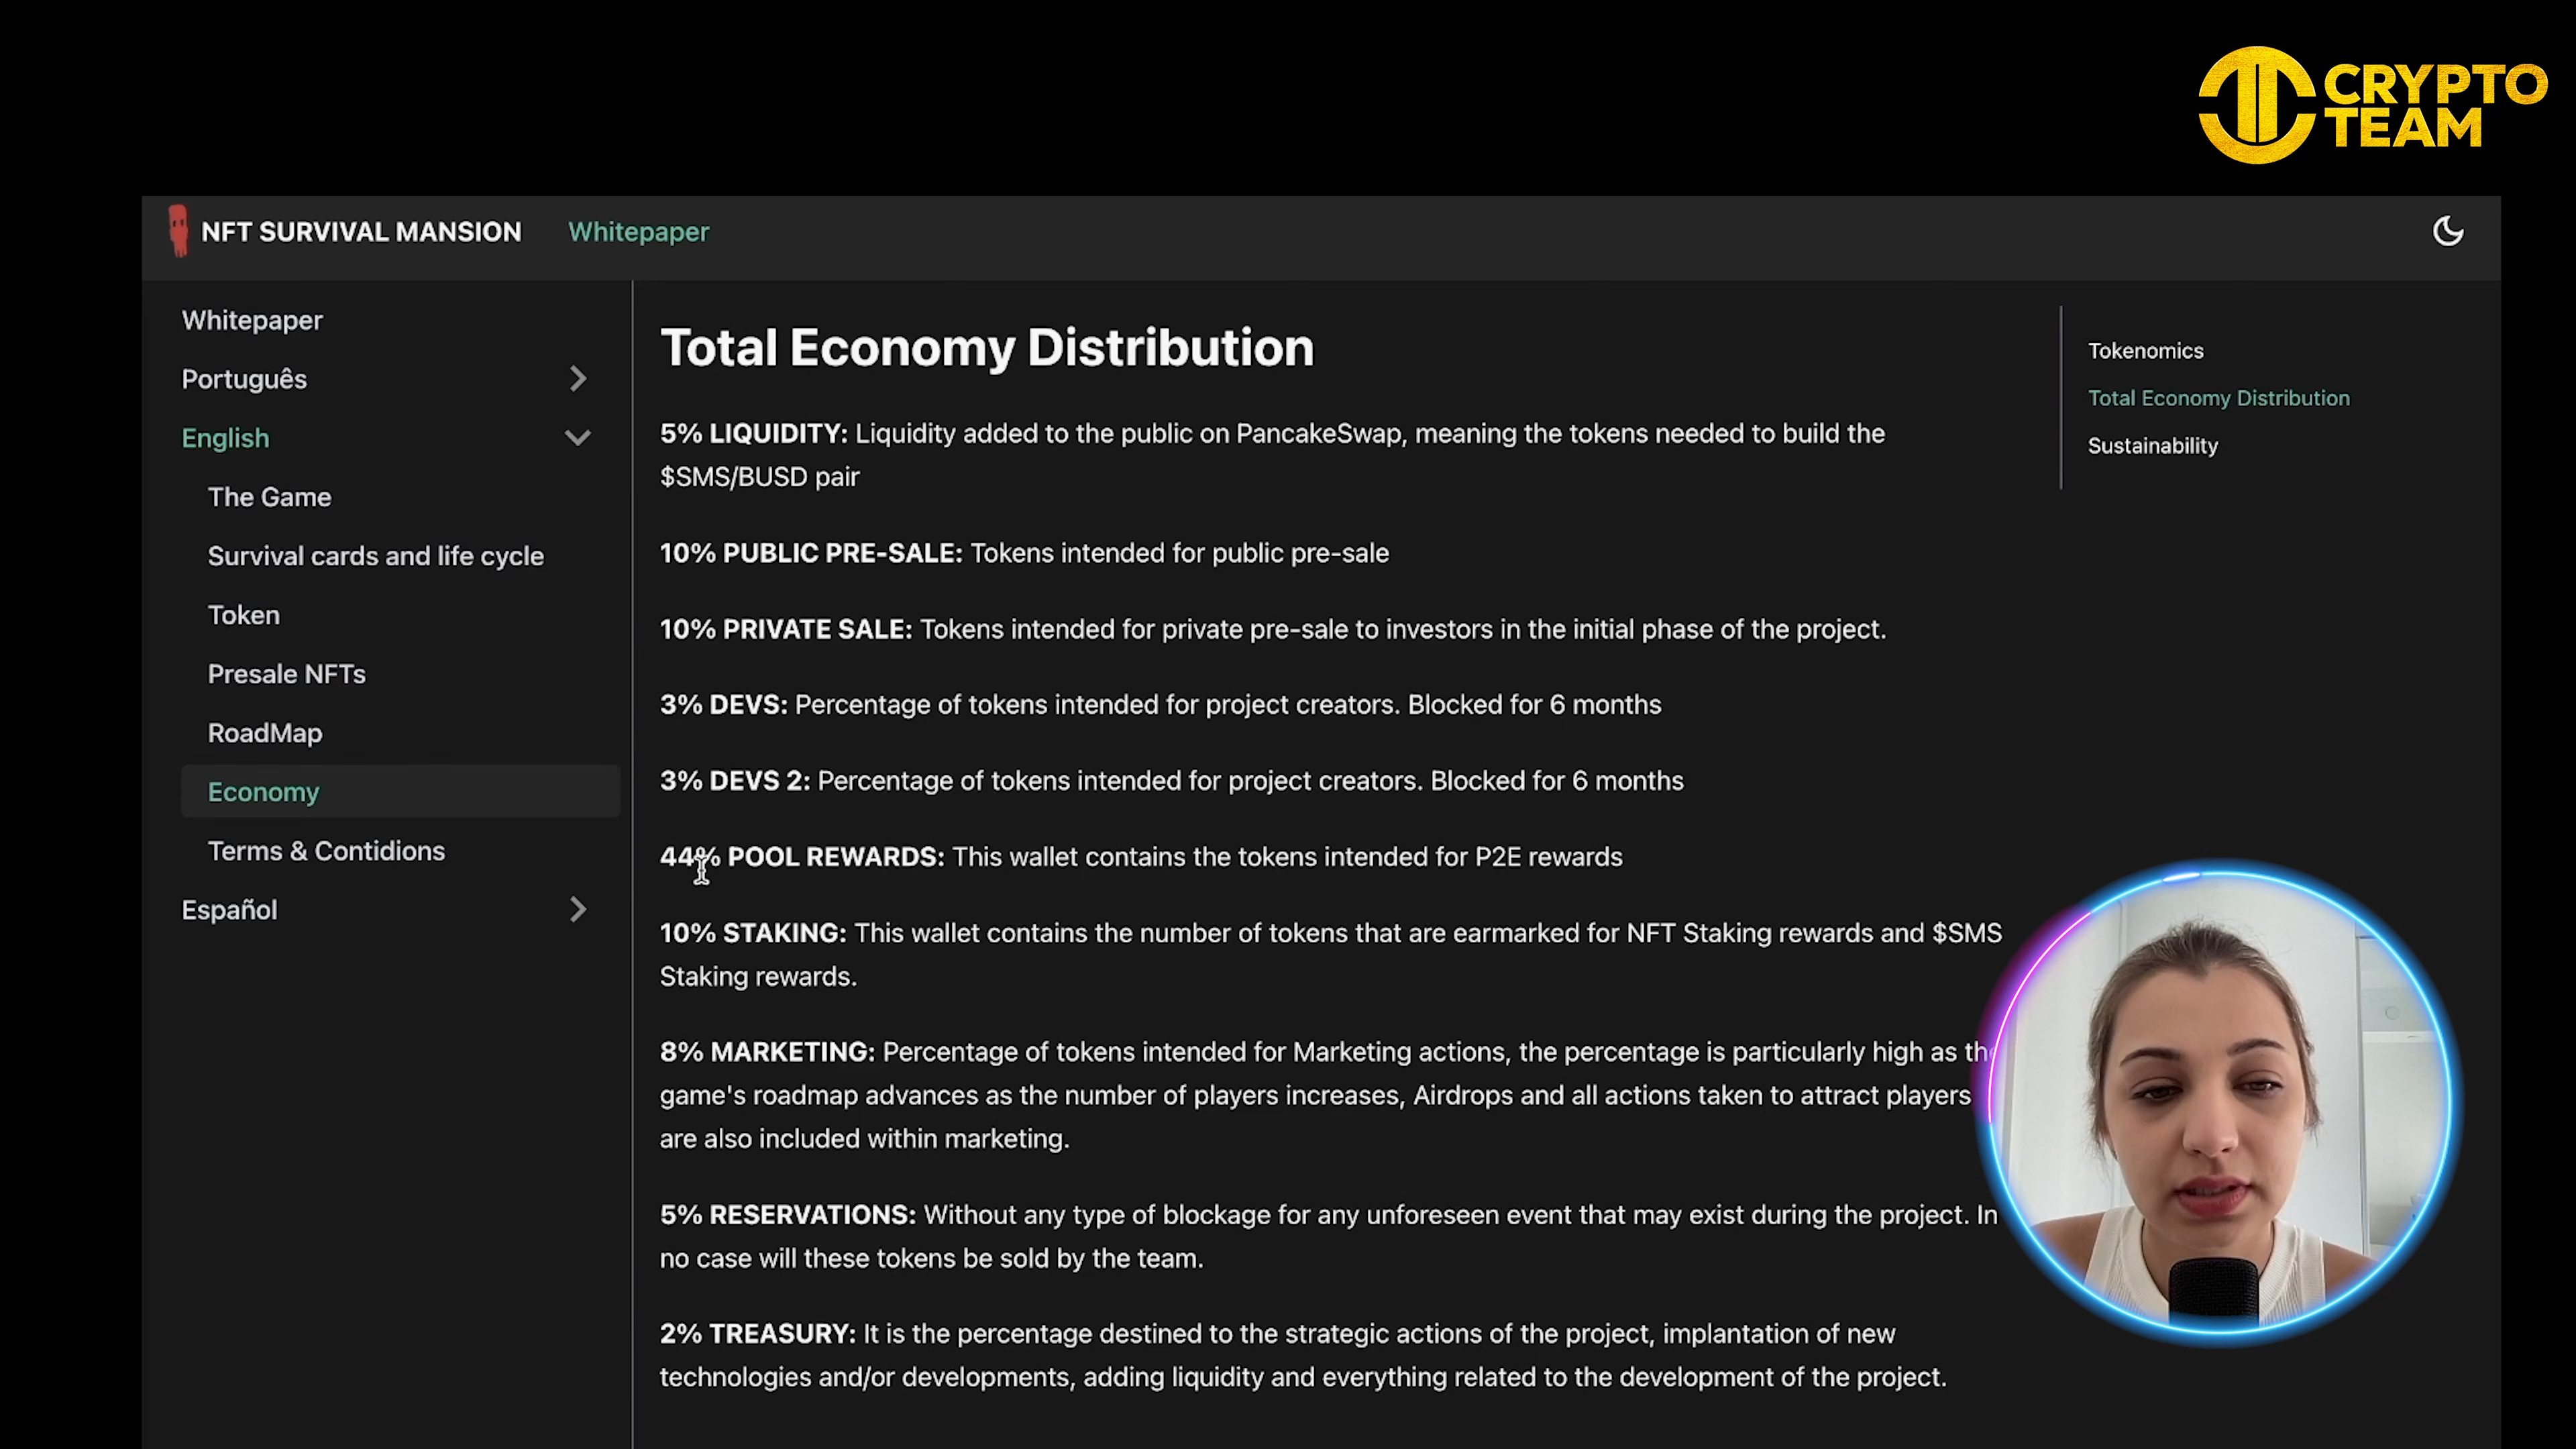 CRYPTO
TEAM
NFT SURVIVAL MANSION
Whitepaper
Whitepaper
Português
English
The Game
Survival cards and life cycle
Token
Presale NFTs
RoadMap
Economy
Terms & Contidions
Español
Total Economy Distribution
5% LIQUIDITY: Liquidity added to the public on PancakeSwap, meaning the tokens needed to build the
$SMS/BUSD pair
10% PUBLIC PRE-SALE: Tokens intended for public pre-sale
10% PRIVATE SALE: Tokens intended for private pre-sale to investors in the initial phase of the project.
3% DEVS: Percentage of tokens intended for project creators. Blocked for 6 months
3% DEVS 2: Percentage of tokens intended for project creators. Blocked for 6 months
44% POOL REWARDS: This wallet contains the tokens intended for P2E rewards
10% STAKING: This wallet contains the number of tokens that are earmarked for NFT Staking rewards and $SMS
Staking rewards.
8% MARKETING: Percentage of tokens intended for Marketing actions, the percentage is particularly high as the
game's roadmap advances as the number of players increases, Airdrops and all actions taken to attract players
are also included within marketing.
5% RESERVATIONS: Without any type of blockage for any unforeseen event that may exist during the project. In
no case will these tokens be sold by the team.
2% TREASURY: It is the percentage destined to the strategic actions of the project, implantation of new
technologies and/or developments, adding liquidity and everything related to the development of the project.
Tokenomics
Total Economy Distribution
Sustainability